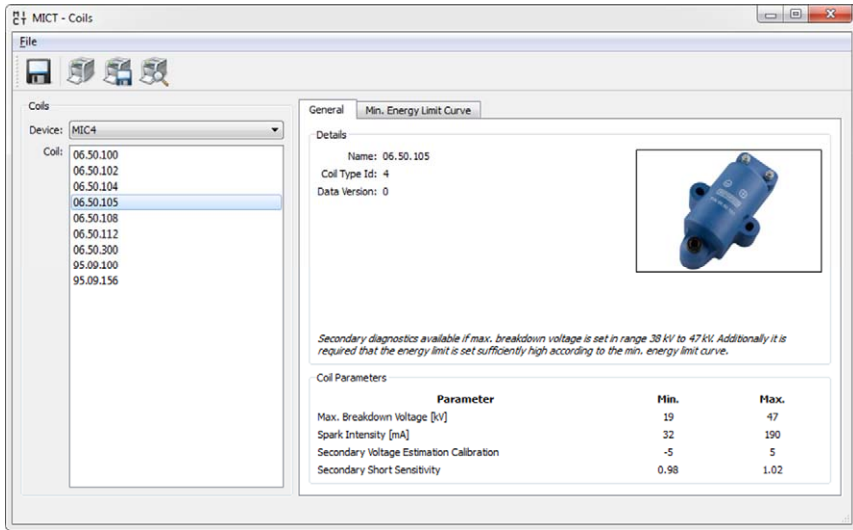 MICT - Coils
File
Coils
Device: MIC4
Coil:
06.50.100
06.50.102
06.50.104
06.50.105
06.50.108
06.50.112
06.50.300
95.09.100
95.09.156
General
Min. Energy Limit Curve
Details
Name: 06.50.105
Coil Type Id: 4
Data Version: 0
Secondary diagnostics available if max. breakdown voltage is set in range 38 kV to 47 kV. Additionally it is
required that the energy limit is set sufficiently high according to the min. energy limit curve.
Coil Parameters
Parameter Min. Max.
Max. Breakdown Voltage [kV] 19 47
Spark Intensity [mA] 32 190
Secondary Voltage Estimation Calibration -5 5
Secondary Short Sensitivity 0.98 1.02